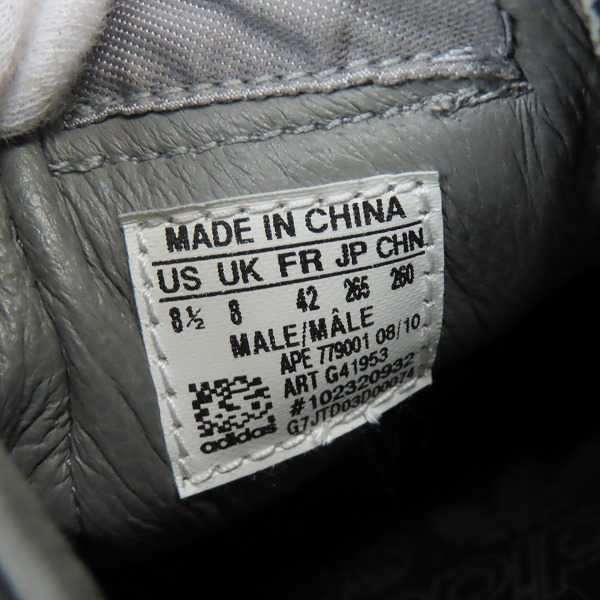 MADE IN CHINA
US UK FR JP CHN
8½ 8 42 265 260
MALE/MÂLE
APE 779001 08/10
ART G41953
#102320932
G7JTD03D00074
adidas